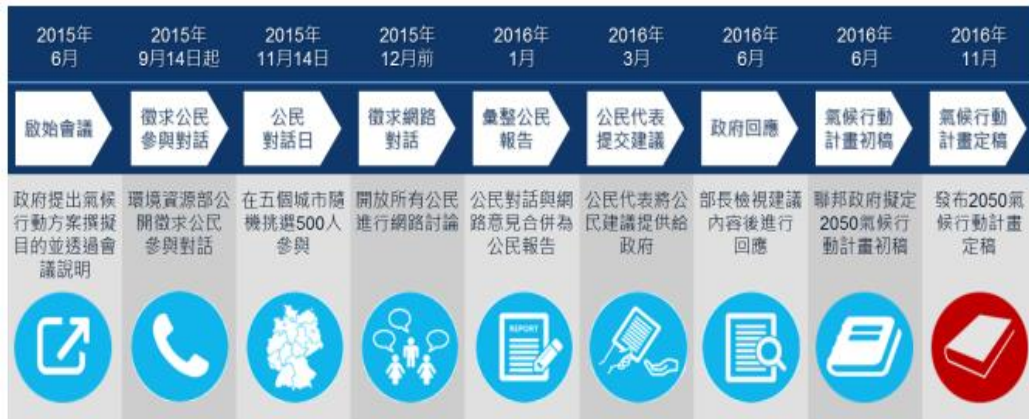 2015年
6月
2015年
9月14日起
2015年
11月14日
2015年
12月前
2016年
1月
2016年
3月
2016年
6月
2016年
6月
2016年
11月
啟始會議
徵求公民
參與對話
公民
對話日
徵求網路
對話
彙整公民
報告
公民代表
提交建議
政府回應
氣候行動
計畫初稿
氣候行動
計畫定稿
政府提出氣候
行動方案撰擬
目的並透過會
議說明
環境資源部公
開徵求公民
參與對話
在五個城市隨
機挑選500人
參與
開放所有公民
進行網路討論
公民對話與網
路意見合併為
公民報告
公民代表將公
民建議提供給
政府
部長檢視建議
內容後進行
回應
聯邦政府擬定
2050氣候行
動計畫初稿
發布2050氣
候行動計畫
定稿
REPORT